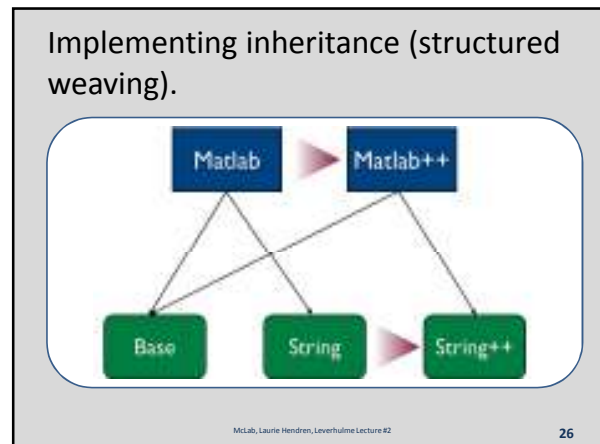 Implementing inheritance (structured
weaving).
Matlab
Matlab++
Base
String
String++
McLab, Laurie Hendren, Leverhulme Lecture #2
26